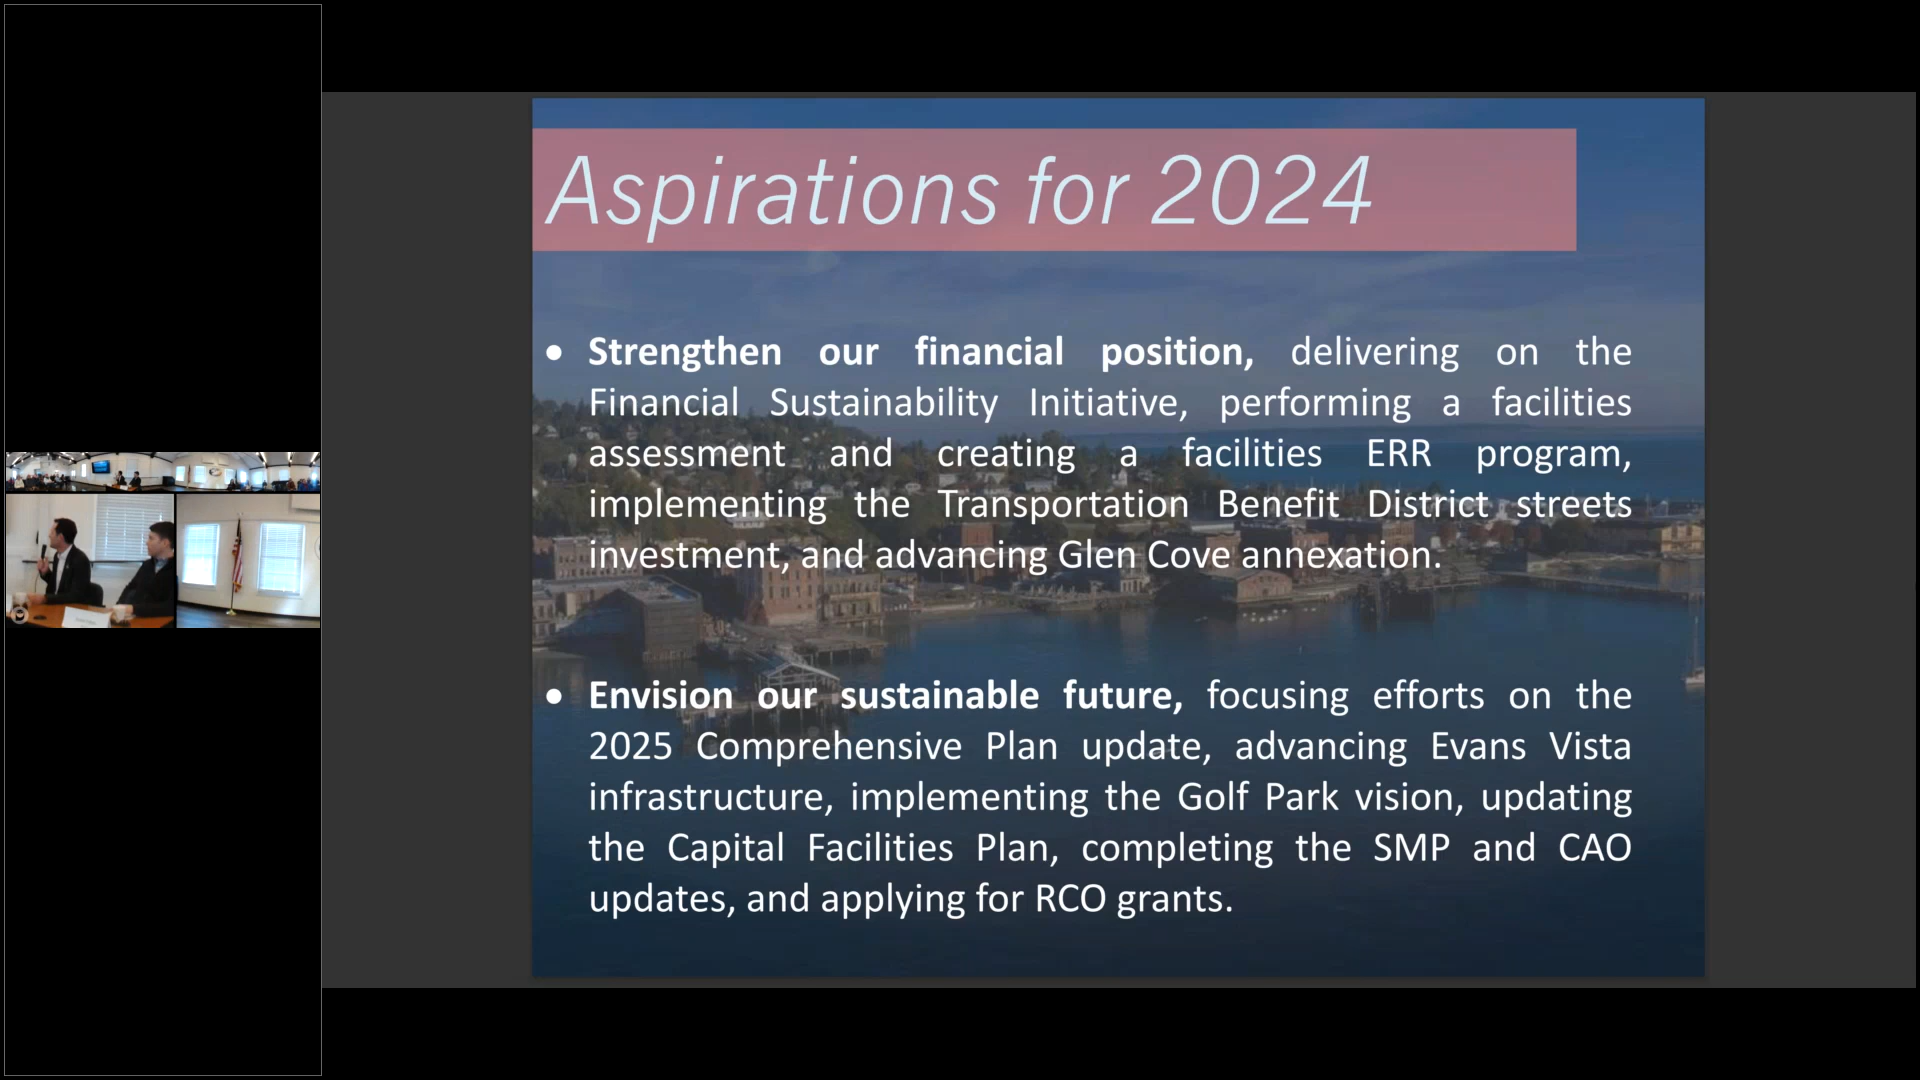 Aspirations for 2024
• Strengthen our financial position, delivering on the
Financial Sustainability Initiative, performing a facilities
assessment and creating a facilities ERR program,
implementing the Transportation Benefit District streets
investment, and advancing Glen Cove annexation.
• Envision our sustainable future, focusing efforts on the
2025 Comprehensive Plan update, advancing Evans Vista
infrastructure, implementing the Golf Park vision, updating
the Capital Facilities Plan, completing the SMP and CAO
updates, and applying for RCO grants.